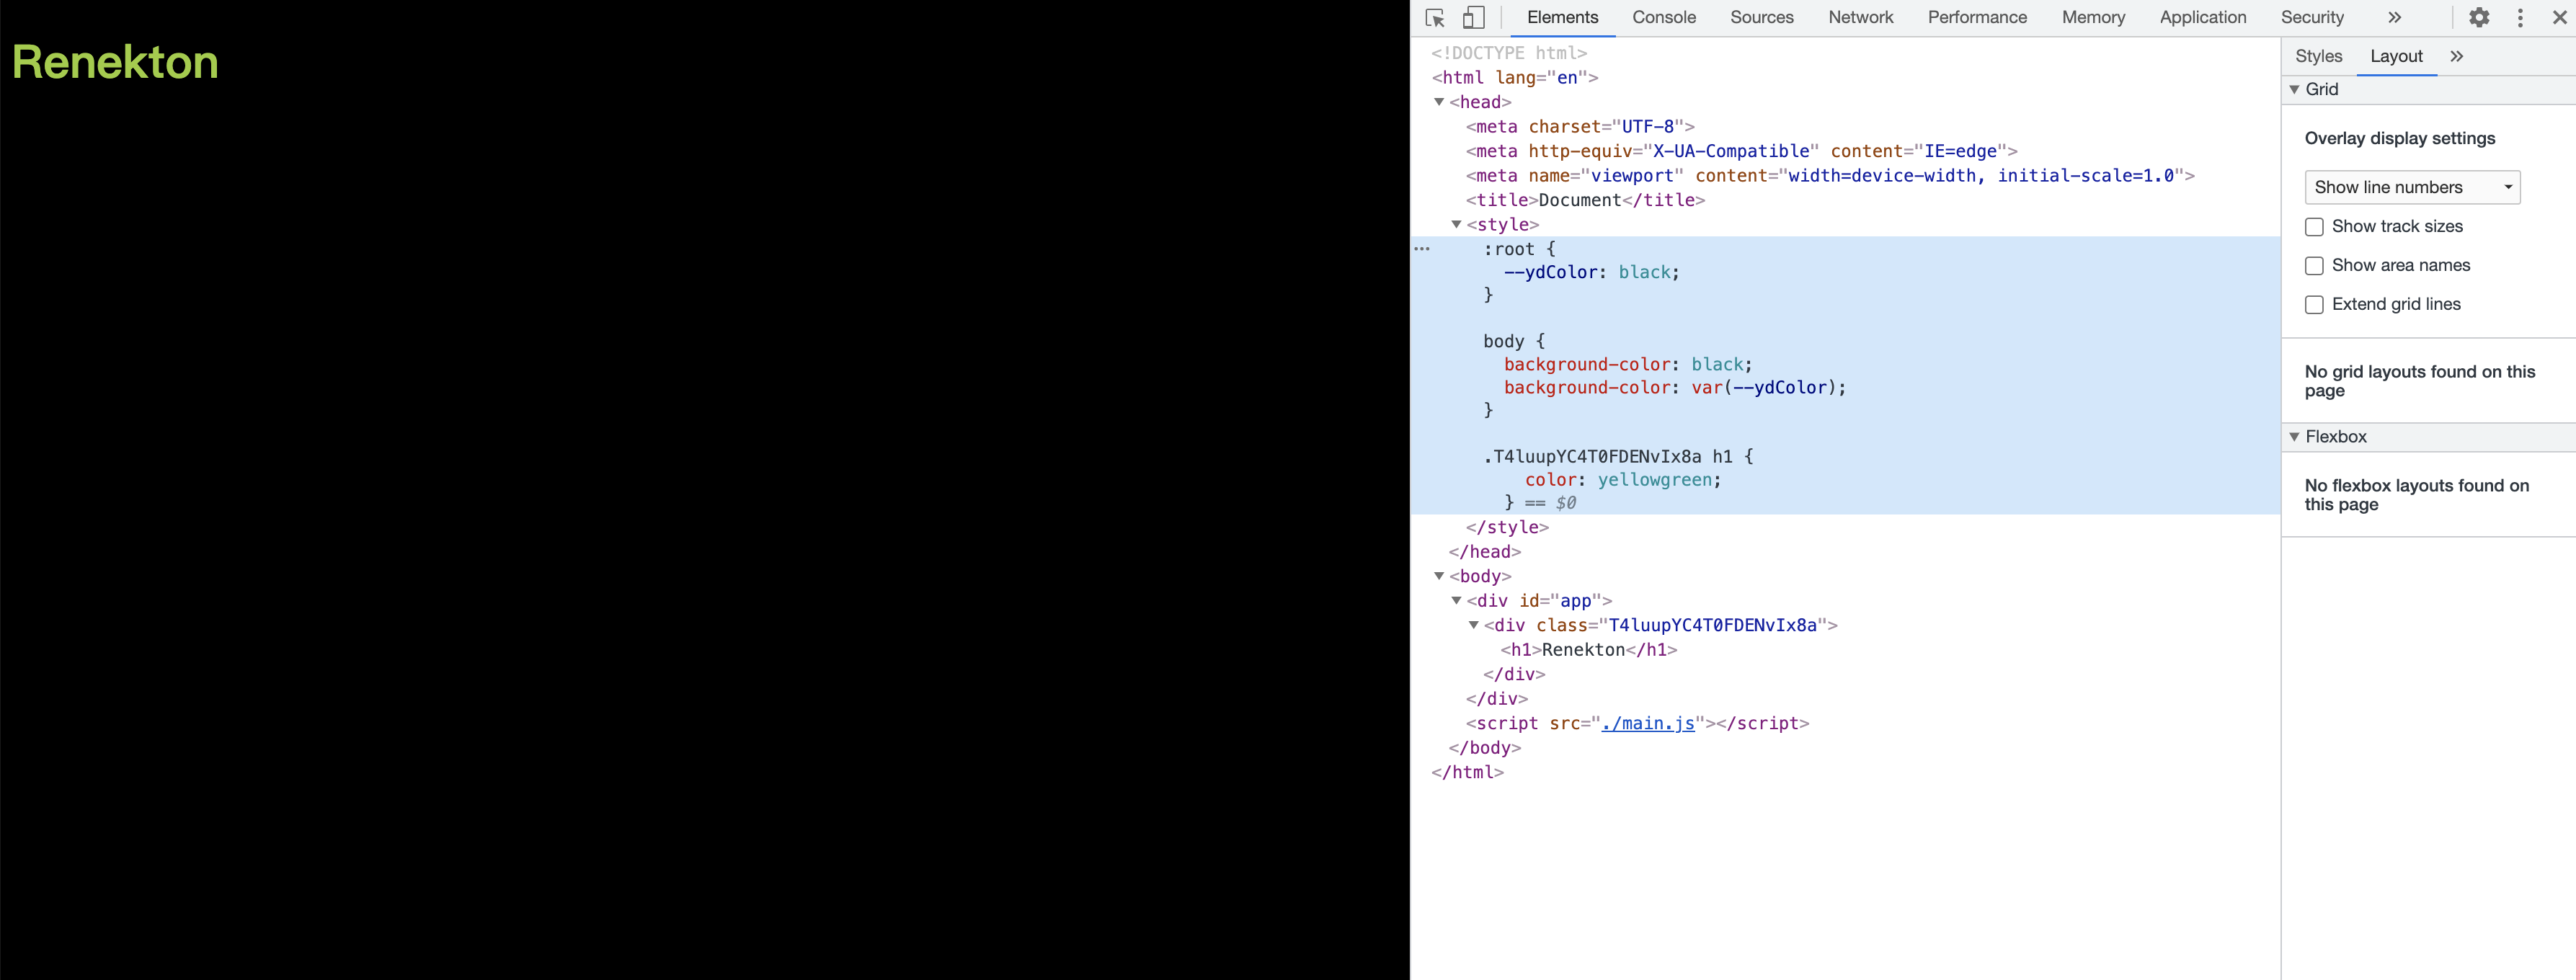 Renekton
Elements Console Sources Network Performance Memory Application Security »
<!DOCTYPE html>
<html lang="en">
<head>
<meta charset="UTF-8">
<meta http-equiv="X-UA-Compatible" content="IE=edge">
<meta name="viewport" content="width=device-width, initial-scale=1.0">
<title>Document</title>
<style>
:root {
--ydColor: black;
}
body {
background-color: black;
background-color: var(--ydColor);
}
.T4luupYC4T0FDENvIx8a h1 {
color: yellowgreen;
} == $0
</style>
</head>
<body>
<div id="app">
<div class="T4luupYC4T0FDENvIx8a">
<h1>Renekton</h1>
</div>
</div>
<script src="./main.js"></script>
</body>
</html>
Styles Layout »
Grid
Overlay display settings
Show line numbers
Show track sizes
Show area names
Extend grid lines
No grid layouts found on this
page
Flexbox
No flexbox layouts found on
this page